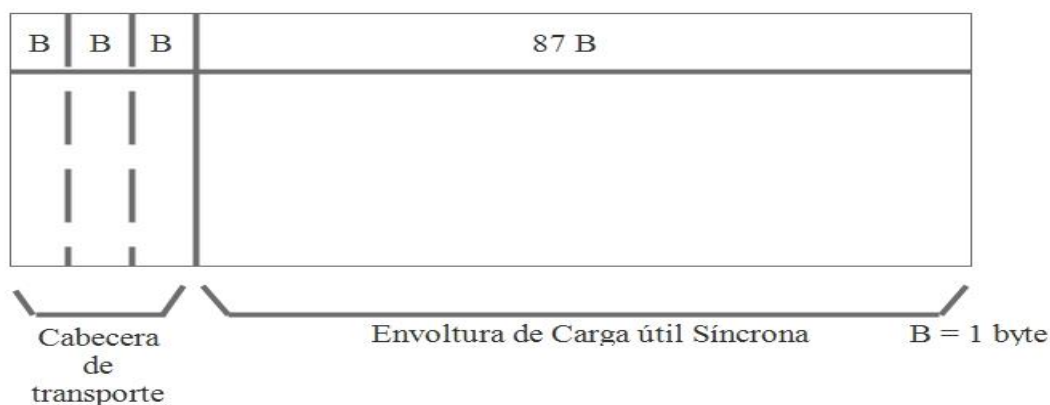 B B B 87 B
Cabecera
de
transporte
Envoltura de Carga útil Síncrona
B = 1 byte